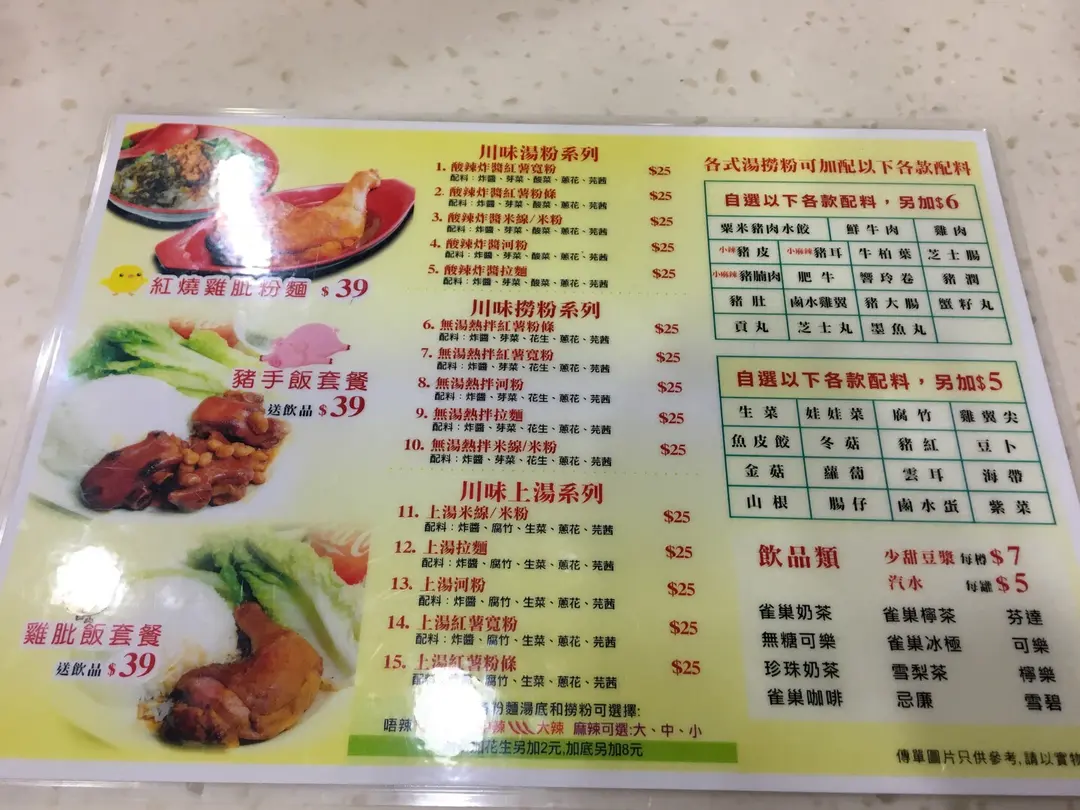 紅燒雞肶粉麵 $39
豬手飯套餐
送飲品 $39
雞肶飯套餐
送飲品 $39
川味湯粉系列
1. 酸辣炸醬紅薯寬粉 $25
配料：炸醬、芽菜、酸菜、蔥花、芫茜
2. 酸辣炸醬紅薯粉條 $25
配料：炸醬、芽菜、酸菜、蔥花、芫茜
3. 酸辣炸醬米線/米粉 $25
配料：炸醬、芽菜、酸菜、蔥花、芫茜
4. 酸辣炸醬河粉 $25
配料：炸醬、芽菜、酸菜、蔥花、芫茜
5. 酸辣炸醬拉麵 $25
配料：炸醬、芽菜、酸菜、蔥花、芫茜
川味撈粉系列
6. 無湯熱拌紅薯粉條 $25
配料：炸醬、芽菜、花生、蔥花、芫茜
7. 無湯熱拌紅薯寬粉 $25
配料：炸醬、芽菜、花生、蔥花、芫茜
8. 無湯熱拌河粉 $25
配料：炸醬、芽菜、花生、蔥花、芫茜
9. 無湯熱拌拉麵 $25
配料：炸醬、芽菜、花生、蔥花、芫茜
10. 無湯熱拌米線/米粉 $25
配料：炸醬、芽菜、花生、蔥花、芫茜
川味上湯系列
11. 上湯米線/米粉 $25
配料：炸醬、腐竹、生菜、蔥花、芫茜
12. 上湯拉麵 $25
配料：炸醬、腐竹、生菜、蔥花、芫茜
13. 上湯河粉 $25
配料：炸醬、腐竹、生菜、蔥花、芫茜
14. 上湯紅薯寬粉 $25
配料：炸醬、腐竹、生菜、蔥花、芫茜
15. 上湯紅薯粉條 $25
腐竹、生菜、蔥花、芫茜
粉麵湯底和撈粉可選擇:
唔辣 辣 大辣 麻辣可選:大、中、小
加花生另加2元,加底另加8元
各式湯撈粉可加配以下各款配料
自選以下各款配料，另加$6
粟米豬肉水餃 鮮牛肉 雞肉
小辣豬皮 小麻辣豬耳 牛柏葉 芝士腸
小麻辣豬腩肉 肥牛 響玲卷 豬潤
豬肚 鹵水雞翼 豬大腸 蟹籽丸
貢丸 芝士丸 墨魚丸
自選以下各款配料，另加$5
生菜 娃娃菜 腐竹 雞翼尖
魚皮餃 冬菇 豬紅 豆卜
金菇 蘿蔔 雲耳 海帶
山根 腸仔 鹵水蛋 紫菜
飲品類 少甜豆漿 每樽 $7
汽水 每罐 $5
雀巢奶茶 雀巢檸茶 芬達
無糖可樂 雀巢冰極 可樂
珍珠奶茶 雪梨茶 檸樂
雀巢咖啡 忌廉 雪碧
傳單圖片只供參考,請以實物